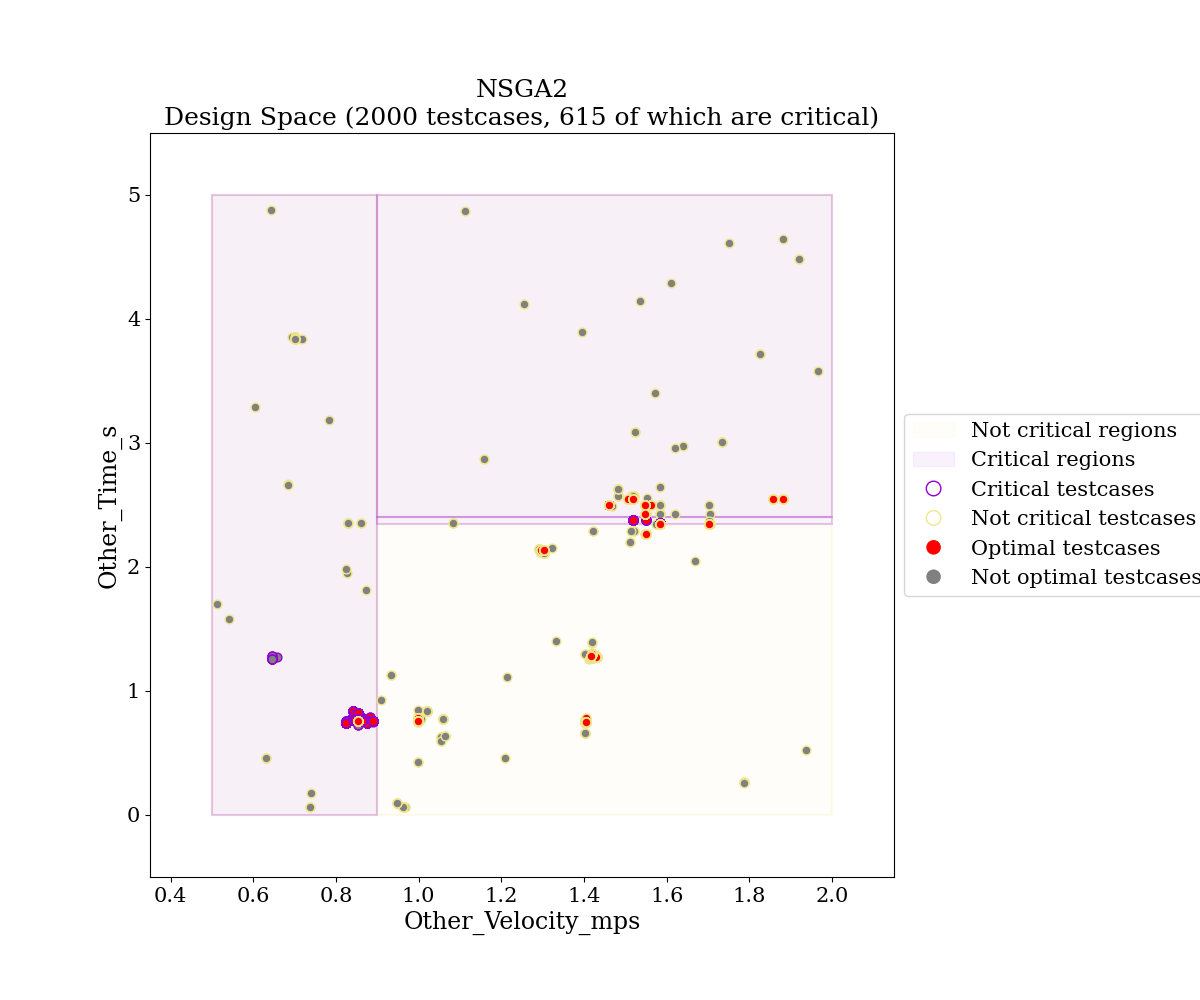 NSGA2
Design Space (2000 testcases, 615 of which are critical)
5
4
3
2
1
0
Other_Time_s
0.4 0.6 0.8 1.0 1.2 1.4 1.6 1.8 2.0
Other_Velocity_mps
Not critical regions
Critical regions
Critical testcases
Not critical testcases
Optimal testcases
Not optimal testcases